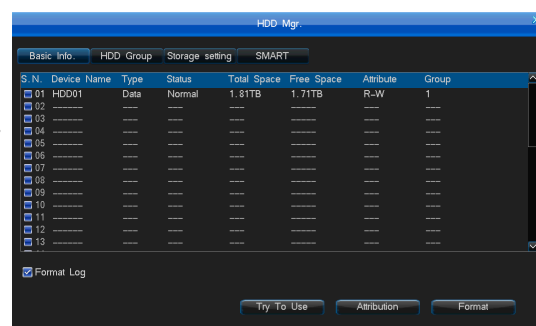 HDD Mgr.
Basic Info. HDD Group Storage setting SMART
S.N. Device Name Type Status Total Space Free Space Attribute Group
01 HDD01 Data Normal 1.81TB 1.71TB R-W 1
02 ------ --- --- --- ----- --- ---
03 ------ --- --- --- ----- --- ---
04 ------ --- --- --- ----- --- ---
05 ------ --- --- --- ----- --- ---
06 ------ --- --- --- ----- --- ---
07 ------ --- --- --- ----- --- ---
08 ------ --- --- --- ----- --- ---
09 ------ --- --- --- ----- --- ---
10 ------ --- --- --- ----- --- ---
11 ------ --- --- --- ----- --- ---
12 ------ --- --- --- ----- --- ---
13 ------ --- --- --- ----- --- ---
Format Log
Try To Use Attribution Format